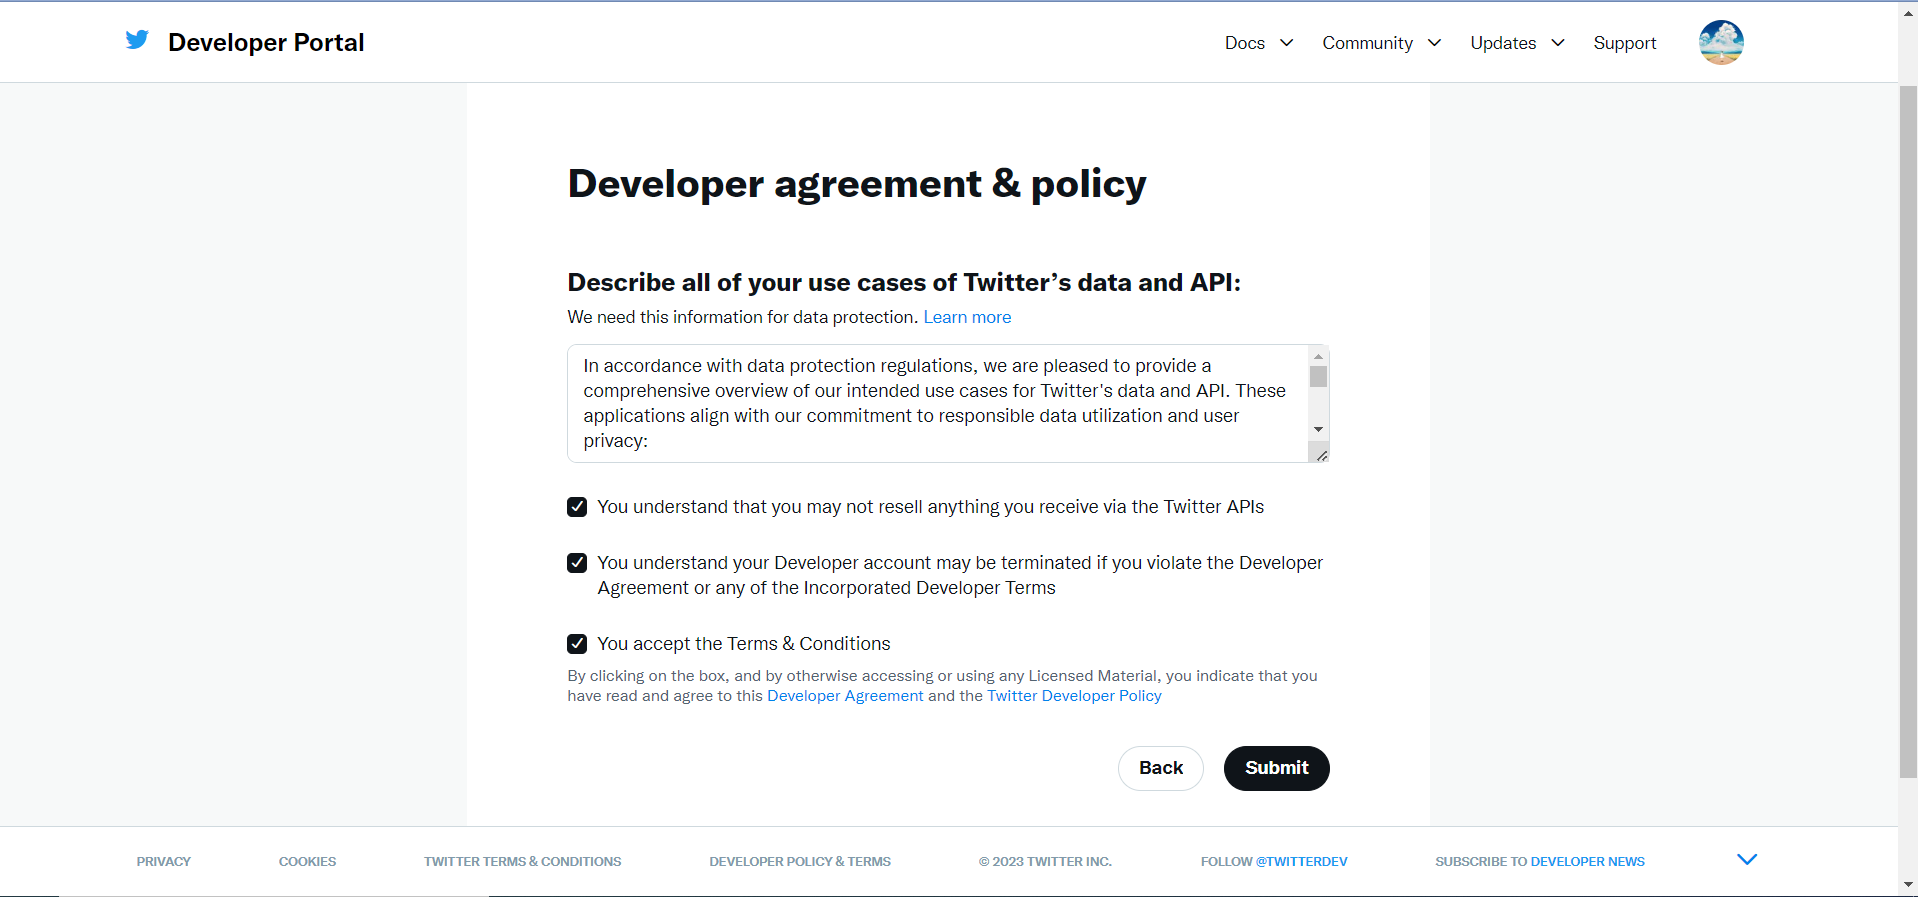 Developer Portal
Docs
Community
Updates
Support
Developer agreement & policy
Describe all of your use cases of Twitter’s data and API:
We need this information for data protection. Learn more
In accordance with data protection regulations, we are pleased to provide a
comprehensive overview of our intended use cases for Twitter's data and API. These
applications align with our commitment to responsible data utilization and user
privacy:
You understand that you may not resell anything you receive via the Twitter APIs
You understand your Developer account may be terminated if you violate the Developer
Agreement or any of the Incorporated Developer Terms
You accept the Terms & Conditions
By clicking on the box, and by otherwise accessing or using any Licensed Material, you indicate that you
have read and agree to this Developer Agreement and the Twitter Developer Policy
Back
Submit
PRIVACY
COOKIES
TWITTER TERMS & CONDITIONS
DEVELOPER POLICY & TERMS
© 2023 TWITTER INC.
FOLLOW @TWITTERDEV
SUBSCRIBE TO DEVELOPER NEWS